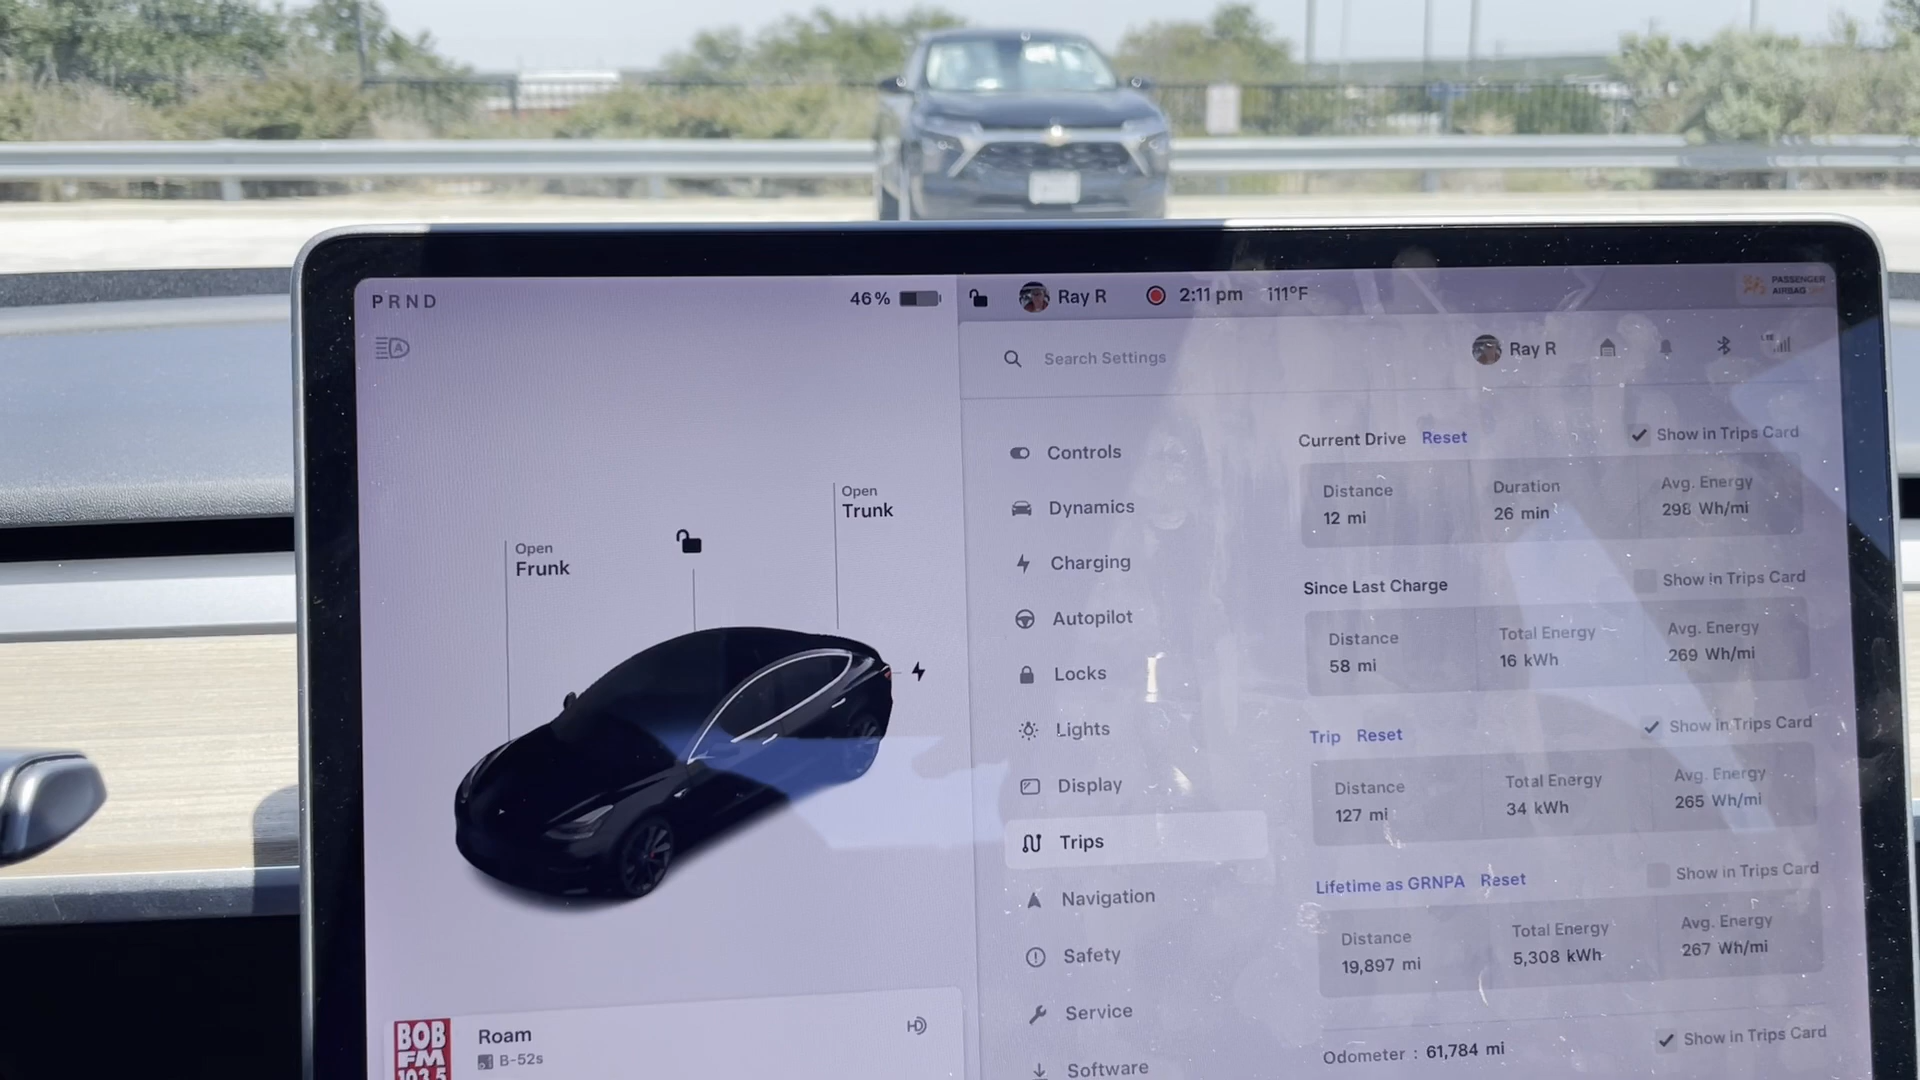 PRND
46%
Ray R
2:11 pm
111°F
PASSENGER
AIRBAG
A
Search Settings
Ray R
LTE
Open
Frunk
Open
Trunk
Controls
Dynamics
Charging
Autopilot
Locks
Lights
Display
Trips
Navigation
Safety
Service
Software
Current Drive Reset
Show in Trips Card
Distance Duration Avg. Energy
12 mi 26 min 298 Wh/mi
Since Last Charge
Show in Trips Card
Distance Total Energy Avg. Energy
58 mi 16 kWh 269 Wh/mi
Trip Reset
Show in Trips Card
Distance Total Energy Avg. Energy
127 mi 34 kWh 265 Wh/mi
Lifetime as GRNPA Reset
Show in Trips Card
Distance Total Energy Avg. Energy
19,897 mi 5,308 kWh 267 Wh/mi
Odometer : 61,784 mi
Show in Trips Card
BOB
FM
103.5
Roam
B-52s
HD